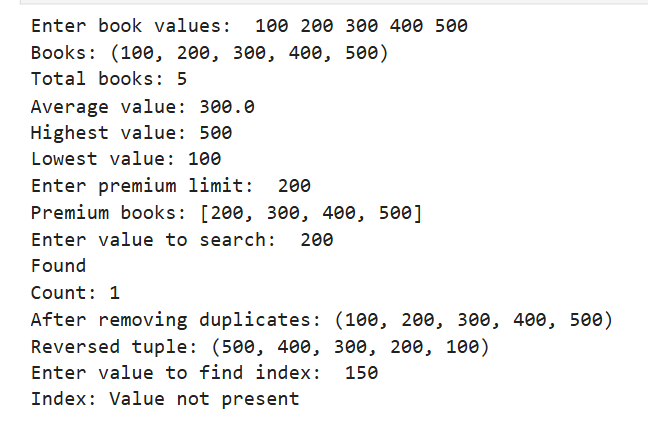 Enter book values:  100 200 300 400 500
Books: (100, 200, 300, 400, 500)
Total books: 5
Average value: 300.0
Highest value: 500
Lowest value: 100
Enter premium limit:  200
Premium books: [200, 300, 400, 500]
Enter value to search:  200
Found
Count: 1
After removing duplicates: (100, 200, 300, 400, 500)
Reversed tuple: (500, 400, 300, 200, 100)
Enter value to find index:  150
Index: Value not present